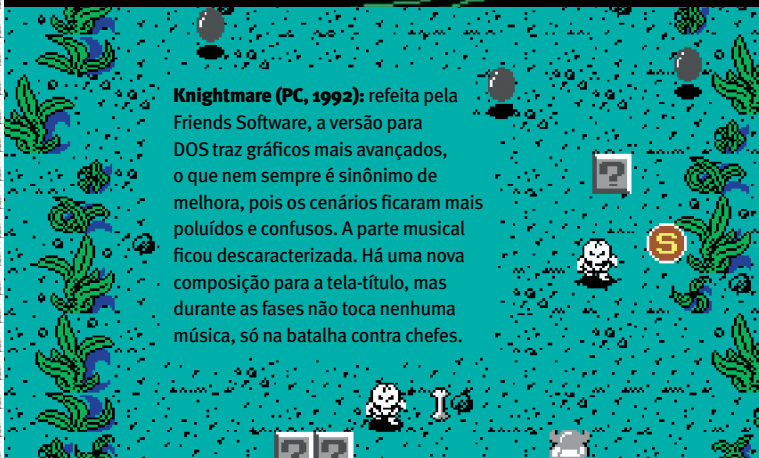 Knightmare (PC, 1992): refeita pela
Friends Software, a versão para
DOS traz gráficos mais avançados,
o que nem sempre é sinônimo de
melhora, pois os cenários ficaram mais
poluídos e confusos. A parte musical
ficou descaracterizada. Há uma nova
composição para a tela-título, mas
durante as fases não toca nenhuma
música, só na batalha contra chefes.
?
S
? ?